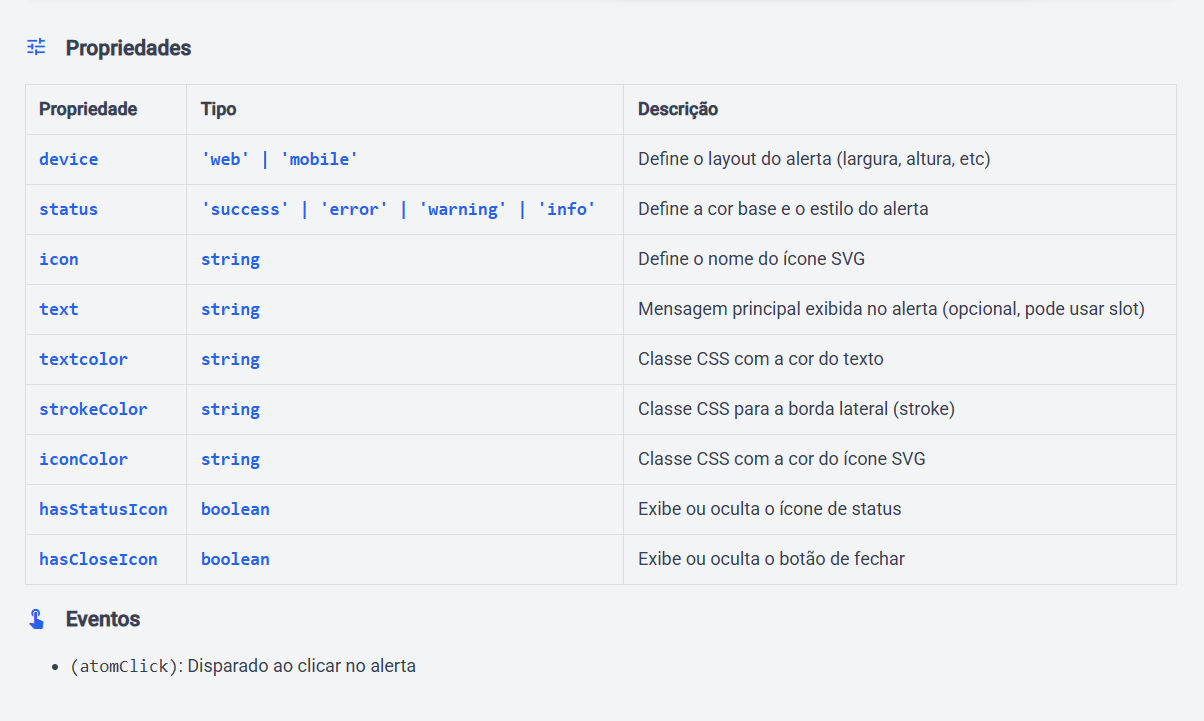 Propriedades
Propriedade Tipo Descrição
device 'web' | 'mobile' Define o layout do alerta (largura, altura, etc)
status 'success' | 'error' | 'warning' | 'info' Define a cor base e o estilo do alerta
icon string Define o nome do ícone SVG
text string Mensagem principal exibida no alerta (opcional, pode usar slot)
textcolor string Classe CSS com a cor do texto
strokeColor string Classe CSS para a borda lateral (stroke)
iconColor string Classe CSS com a cor do ícone SVG
hasStatusIcon boolean Exibe ou oculta o ícone de status
hasCloseIcon boolean Exibe ou oculta o botão de fechar
Eventos
• (atomClick): Disparado ao clicar no alerta